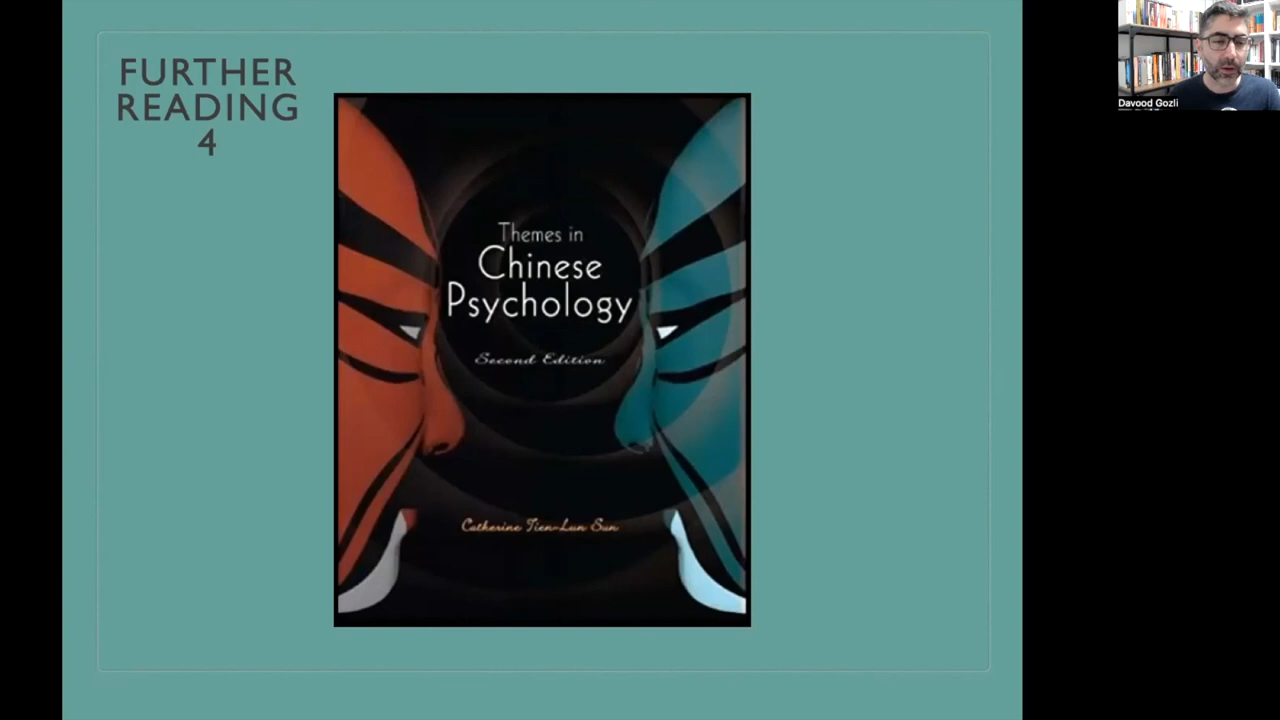 FURTHER
READING
4
Themes in
Chinese
Psychology
Second Edition
Catherine Tien-Lun Sun
Davood Gozli